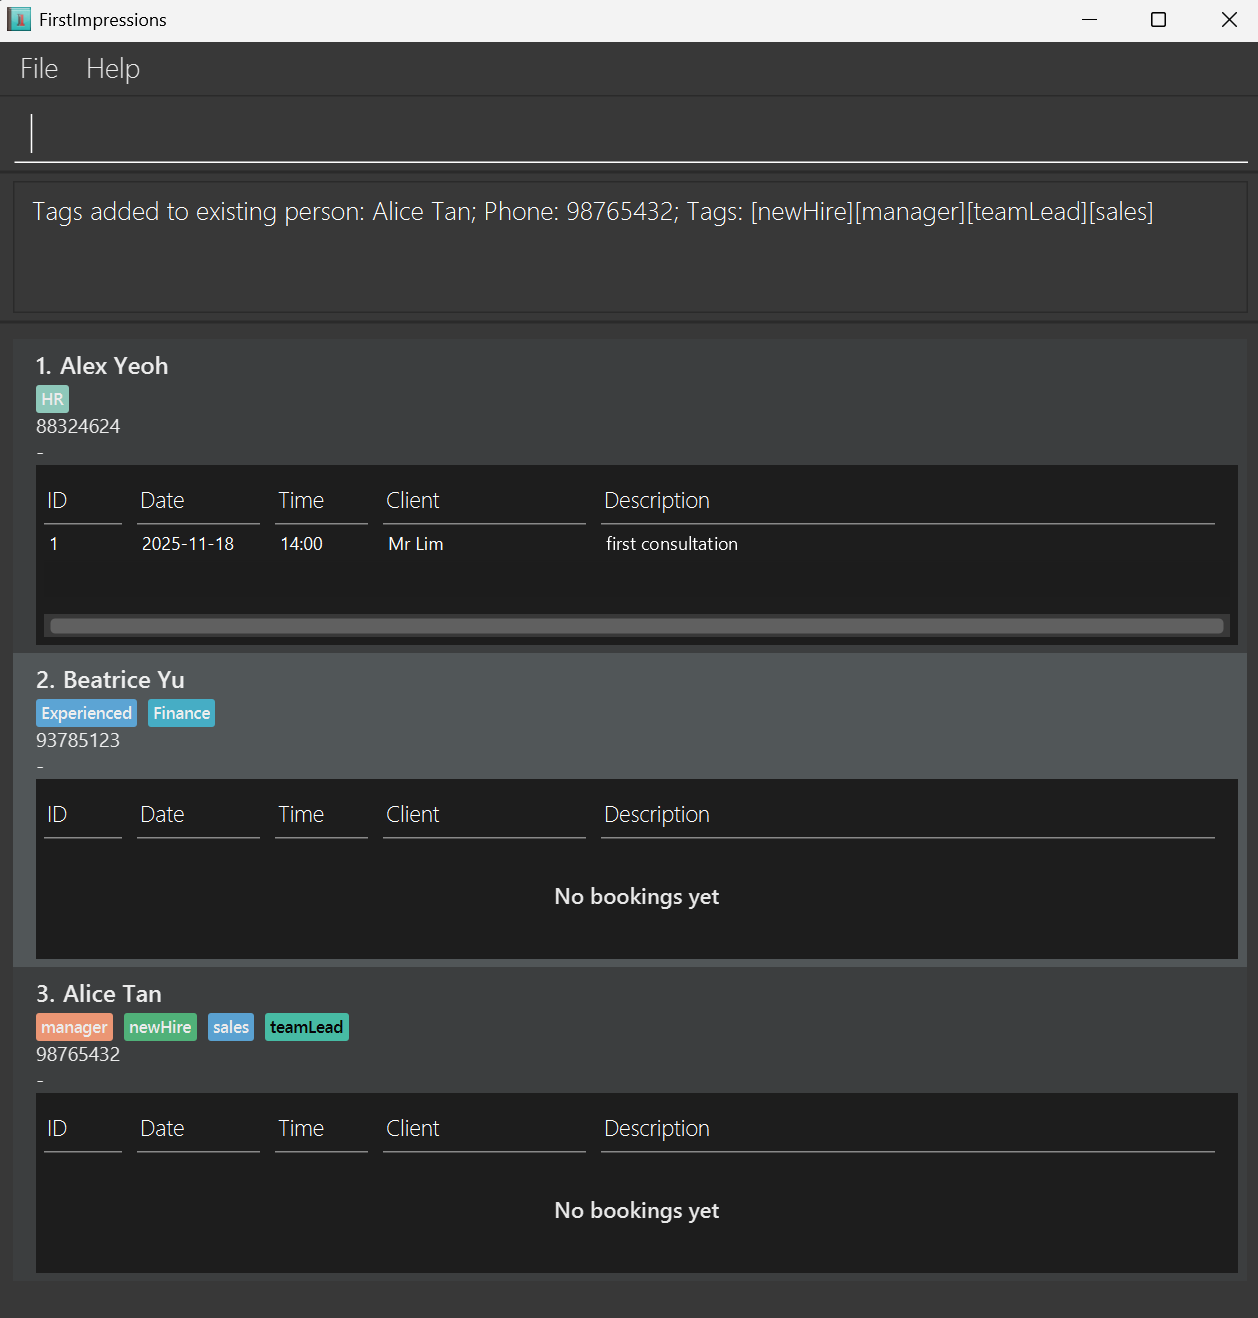 FirstImpressions
File Help
Tags added to existing person: Alice Tan; Phone: 98765432; Tags: [newHire][manager][teamLead][sales]
1. Alex Yeoh
HR
88324624
-
ID Date Time Client Description
1 2025-11-18 14:00 Mr Lim first consultation
2. Beatrice Yu
Experienced Finance
93785123
-
ID Date Time Client Description
No bookings yet
3. Alice Tan
manager newHire sales teamLead
98765432
-
ID Date Time Client Description
No bookings yet